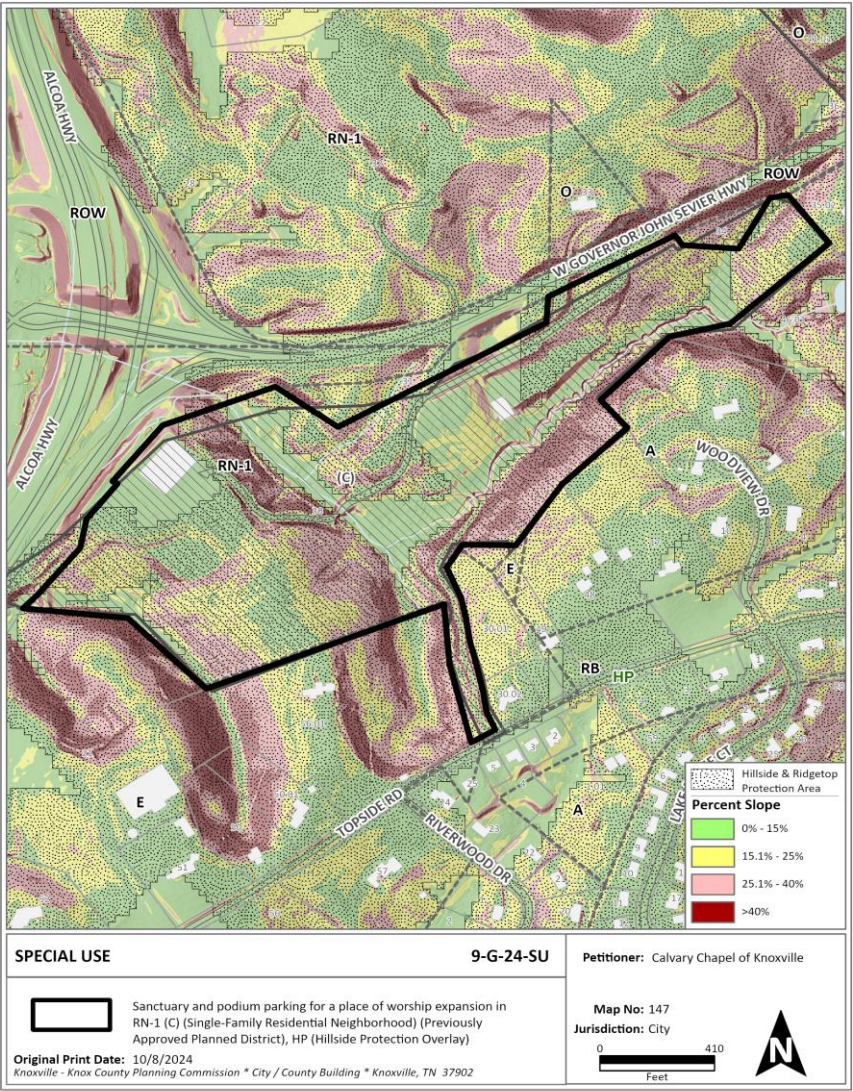 ALCOA HWY
RN-1
O
O
ROW
W GOVERNOR JOHN SEVIER HWY
ROW
ALCOA HWY
RN-1
(C)
A
WOODVIEW DR
E
RB
HP
E
TOPSIDE RD
RIVERWOOD DR
A
Hillside & Ridgetop
Protection Area
Percent Slope
0% - 15%
15.1% - 25%
25.1% - 40%
>40%
SPECIAL USE
9-G-24-SU
Petitioner: Calvary Chapel of Knoxville
Sanctuary and podium parking for a place of worship expansion in
RN-1 (C) (Single-Family Residential Neighborhood) (Previously
Approved Planned District), HP (Hillside Protection Overlay)
Map No: 147
Jurisdiction: City
0 410
Feet
N
Original Print Date: 10/8/2024
Knoxville - Knox County Planning Commission * City / County Building * Knoxville, TN 37902